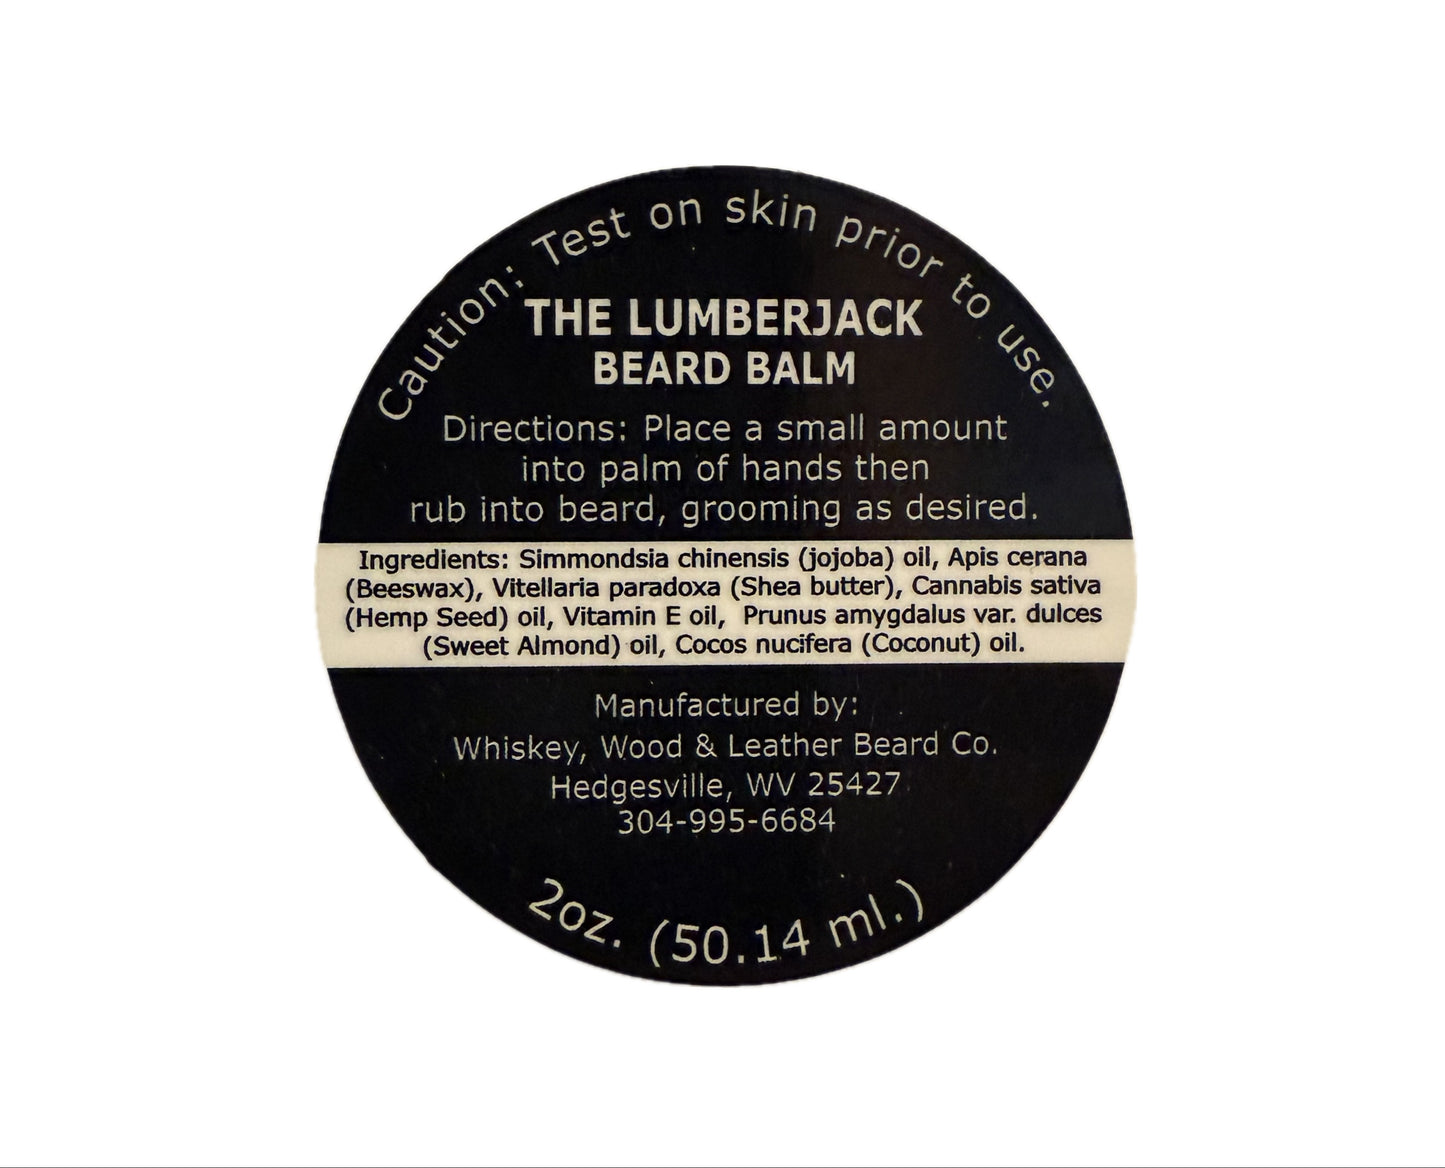 Caution: Test on skin prior to use.
THE LUMBERJACK
BEARD BALM
Directions: Place a small amount
into palm of hands then
rub into beard, grooming as desired.
Ingredients: Simmondsia chinensis (jojoba) oil, Apis cerana
(Beeswax), Vitellaria paradoxa (Shea butter), Cannabis sativa
(Hemp Seed) oil, Vitamin E oil,  Prunus amygdalus var. dulces
(Sweet Almond) oil, Cocos nucifera (Coconut) oil.
Manufactured by:
Whiskey, Wood & Leather Beard Co.
Hedgesville, WV 25427
304-995-6684
2oz. (50.14 ml.)